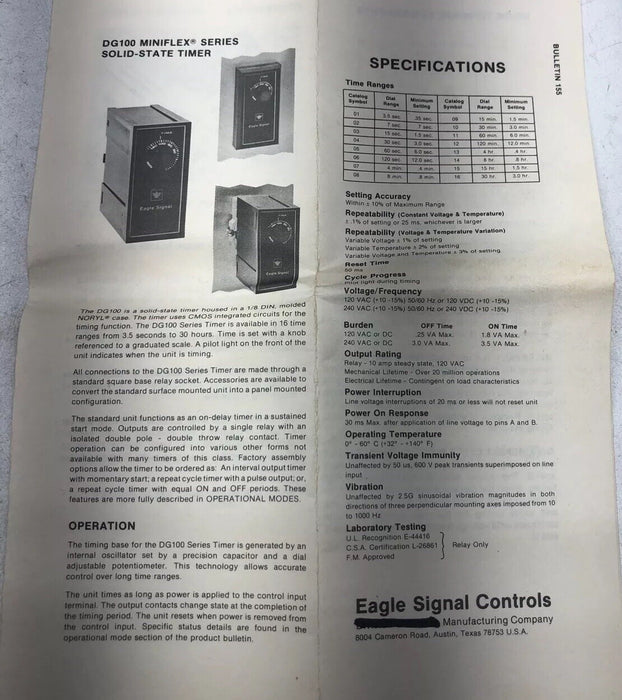 DG100 MINIFLEX® SERIES
SOLID-STATE TIMER
Eagle Signal
Eagle Signal
Eagle Signal
The DG100 is a solid-state timer housed in a 1/8 DIN, molded
NORYL® case. The timer uses CMOS integrated circuits for the
timing function. The DG100 Series Timer is available in 16 time
ranges from 3.5 seconds to 30 hours. Time is set with a knob
referenced to a graduated scale. A pilot light on the front of the
unit indicates when the unit is timing.
All connections to the DG100 Series Timer are made through a
standard square base relay socket. Accessories are available to
convert the standard surface mounted unit into a panel mounted
configuration.
The standard unit functions as an on-delay timer in a sustained
start mode. Outputs are controlled by a single relay with an
isolated double pole - double throw relay contact. Timer
operation can be configured into various other forms not
available with many timers of this class. Factory assembly
options allow the timer to be ordered as: An interval output timer
with momentary start; a repeat cycle timer with a pulse output; or,
a repeat cycle timer with equal ON and OFF periods. These
features are more fully described in OPERATIONAL MODES.
OPERATION
The timing base for the DG100 Series Timer is generated by an
internal oscillator set by a precision capacitor and a dial
adjustable potentiometer. This technology allows accurate
control over long time ranges.
The unit times as long as power is applied to the control input
terminal. The output contacts change state at the completion of
the timing period. The unit resets when power is removed from
the control input. Specific status details are found in the
operational mode section of the product bulletin.
BULLETIN 155
SPECIFICATIONS
Time Ranges
Catalog Symbol Dial Range Minimum Setting Catalog Symbol Dial Range Minimum Setting
01 3.5 sec. .35 sec. 09 15 min. 1.5 min.
02 7 sec. .7 sec. 10 30 min. 3.0 min.
03 15 sec. 1.5 sec. 11 60 min. 6.0 min.
04 30 sec. 3.0 sec. 12 120 min. 12.0 min.
05 60 sec. 6.0 sec. 13 4 hr. .4 hr.
06 120 sec. 12.0 sec. 14 8 hr. .8 hr.
07 4 min. .4 min. 15 15 hr. 1.5 hr.
08 8 min. .8 min. 16 30 hr. 3.0 hr.
Setting Accuracy
Within ± 10% of Maximum Range
Repeatability (Constant Voltage & Temperature)
± .1% of setting or 25 ms. whichever is larger
Repeatability (Voltage & Temperature Variation)
Variable Voltage ± 1% of setting
Variable Temperature ± 2% of setting
Variable Voltage and Temperature ± 3% of setting
Reset Time
50 ms
Cycle Progress
Pilot light during timing
Voltage/Frequency
120 VAC (+10 -15%) 50/60 Hz or 120 VDC (+10 -15%)
240 VAC (+10 -15%) 50/60 Hz or 240 VDC (+10 -15%)
Burden OFF Time ON Time
120 VAC or DC .25 VA Max. 1.8 VA Max.
240 VAC or DC 3.0 VA Max. 3.5 VA Max.
Output Rating
Relay - 10 amp steady state, 120 VAC
Mechanical Lifetime - Over 20 million operations
Electrical Lifetime - Contingent on load characteristics
Power Interruption
Line voltage interruptions of 20 ms or less will not reset unit
Power On Response
30 ms Max. after application of line voltage to pins A and B.
Operating Temperature
0° - 60° C (+32° - +140° F)
Transient Voltage Immunity
Unaffected by 50 us, 600 V peak transients superimposed on line
input
Vibration
Unaffected by 2.5G sinusoidal vibration magnitudes in both
directions of three perpendicular mounting axes imposed from 10
to 1000 Hz
Laboratory Testing
U.L. Recognition E-44416
C.S.A. Certification L-26861 Relay Only
F.M. Approved
Eagle Signal Controls
Manufacturing Company
8004 Cameron Road, Austin, Texas 78753 U.S.A.